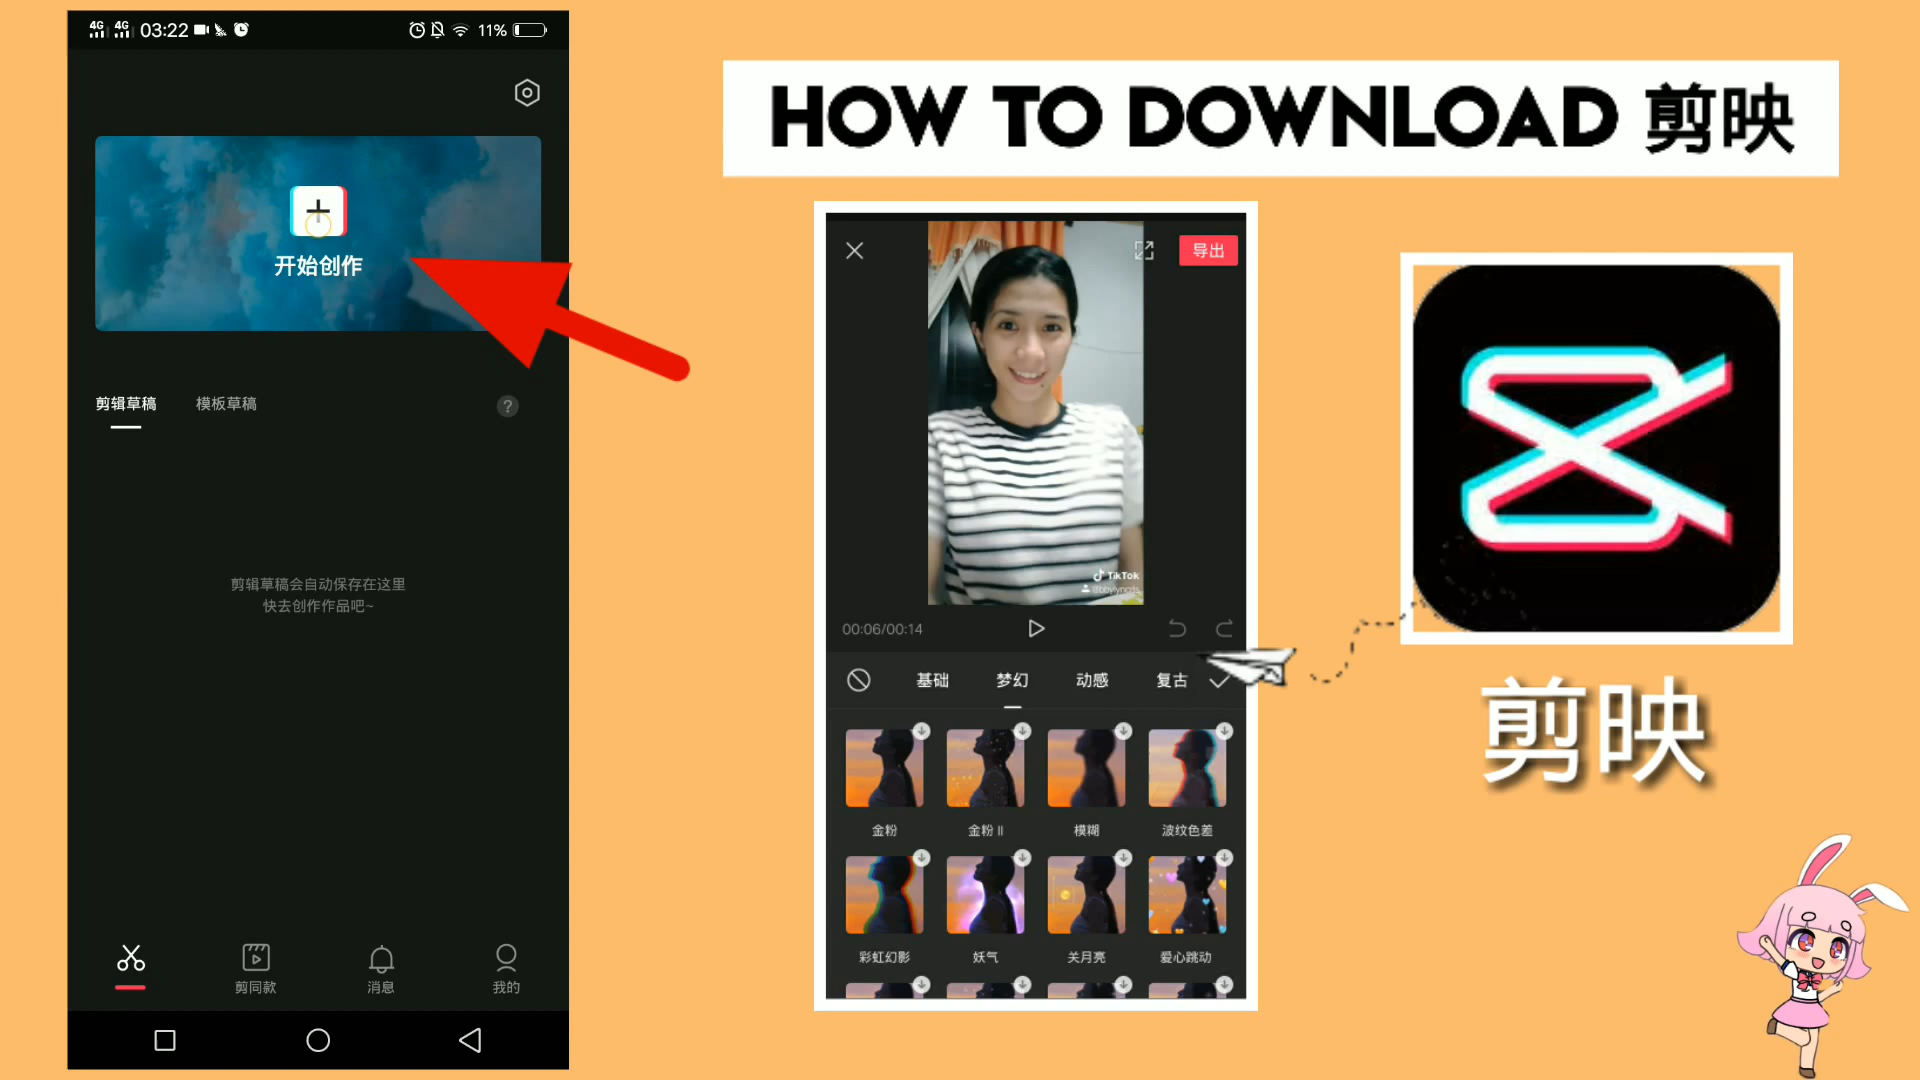 4G 4G 03:22 11%
开始创作
剪辑草稿 模板草稿 ?
剪辑草稿会自动保存在这里
快去创作作品吧~
剪同款 消息 我的
HOW TO DOWNLOAD 剪映
导出
TikTok
00:06/00:14
基础 梦幻 动感 复古
金粉 金粉 II 模糊 波纹色差
彩虹幻影 妖气 关月亮 爱心跳动
剪映